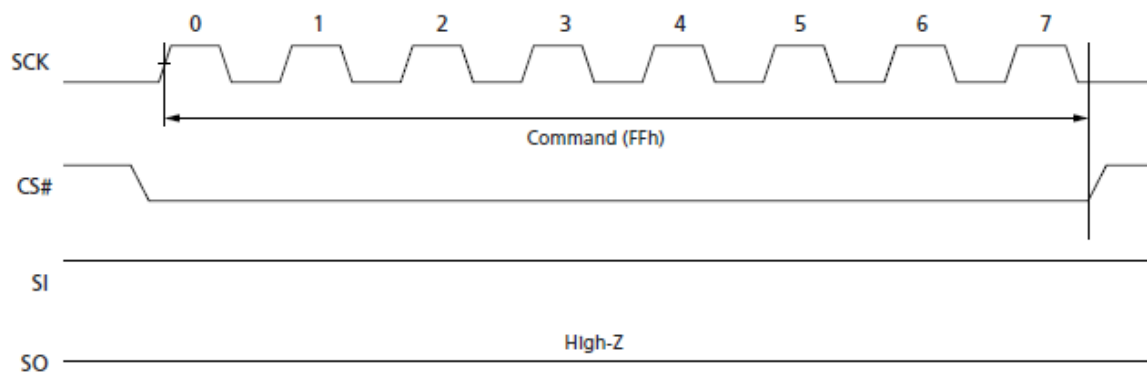 0 1 2 3 4 5 6 7
SCK
Command (FFh)
CS#
SI
High-Z
SO